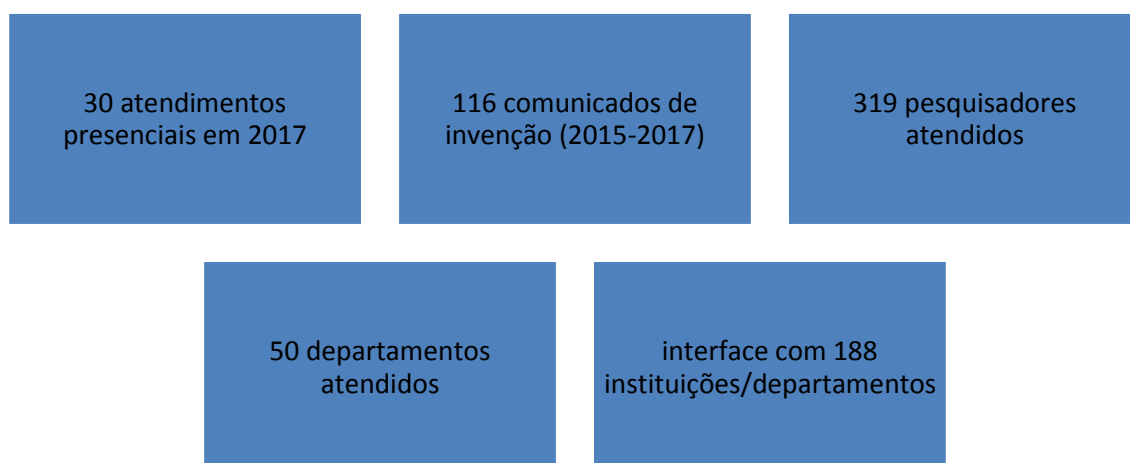 30 atendimentos
presenciais em 2017
116 comunicados de
invenção (2015-2017)
319 pesquisadores
atendidos
50 departamentos
atendidos
interface com 188
instituições/departamentos